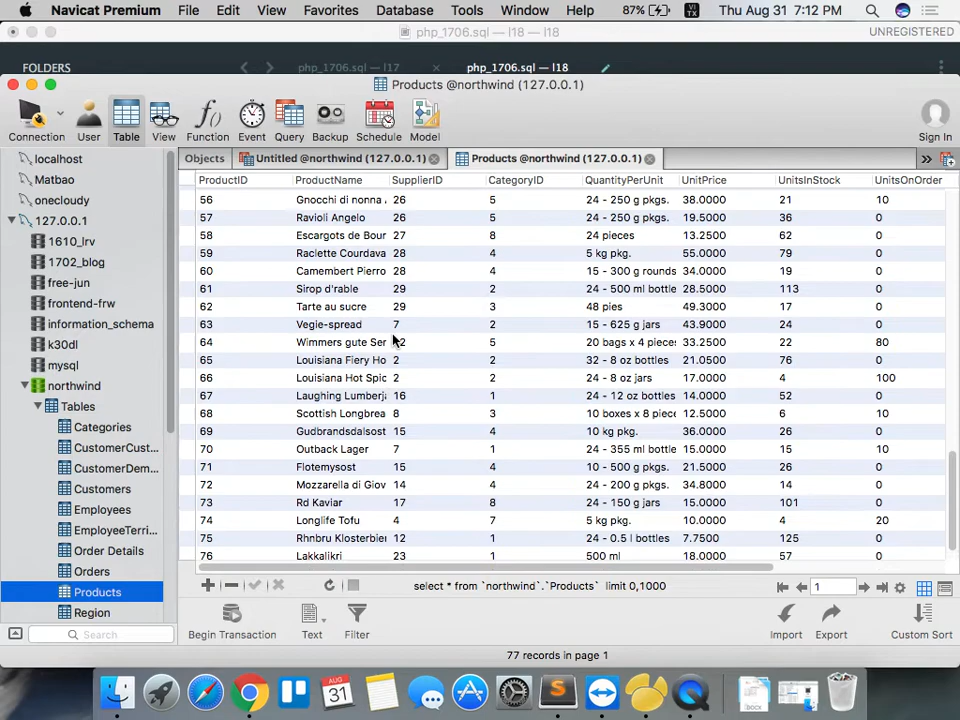 Navicat Premium File Edit View Favorites Database Tools Window Help 87% VI TX Thu Aug 31 7:12 PM
php_1706.sql — l18 — l18 UNREGISTERED
FOLDERS php_1706.sql — l17 php_1706.sql — l18
Products @northwind (127.0.0.1)
Connection User Table View Function Event Query Backup Schedule Model Sign In
Objects Untitled @northwind (127.0.0.1) Products @northwind (127.0.0.1)
localhost
Matbao
onecloudy
127.0.0.1
1610_lrv
1702_blog
free-jun
frontend-frw
information_schema
k30dl
mysql
northwind
Tables
Categories
CustomerCust...
CustomerDem...
Customers
Employees
EmployeeTerri...
Order Details
Orders
Products
Region
Search
ProductID ProductName SupplierID CategoryID QuantityPerUnit UnitPrice UnitsInStock UnitsOnOrder
56 Gnocchi di nonna 26 5 24 - 250 g pkgs. 38.0000 21 10
57 Ravioli Angelo 26 5 24 - 250 g pkgs. 19.5000 36 0
58 Escargots de Bour 27 8 24 pieces 13.2500 62 0
59 Raclette Courdava 28 4 5 kg pkg. 55.0000 79 0
60 Camembert Pierro 28 4 15 - 300 g rounds 34.0000 19 0
61 Sirop d'rable 29 2 24 - 500 ml bottle 28.5000 113 0
62 Tarte au sucre 29 3 48 pies 49.3000 17 0
63 Vegie-spread 7 2 15 - 625 g jars 43.9000 24 0
64 Wimmers gute Ser 2 5 20 bags x 4 piece 33.2500 22 80
65 Louisiana Fiery Ho 2 2 32 - 8 oz bottles 21.0500 76 0
66 Louisiana Hot Spic 2 2 24 - 8 oz jars 17.0000 4 100
67 Laughing Lumberj 16 1 24 - 12 oz bottles 14.0000 52 0
68 Scottish Longbrea 8 3 10 boxes x 8 piece 12.5000 6 10
69 Gudbrandsdalsost 15 4 10 kg pkg. 36.0000 26 0
70 Outback Lager 7 1 24 - 355 ml bottle 15.0000 15 10
71 Flotemysost 15 4 10 - 500 g pkgs. 21.5000 26 0
72 Mozzarella di Giov 14 4 24 - 200 g pkgs. 34.8000 14 0
73 Rd Kaviar 17 8 24 - 150 g jars 15.0000 101 0
74 Longlife Tofu 4 7 5 kg pkg. 10.0000 4 20
75 Rhnbru Klosterbier 12 1 24 - 0.5 l bottles 7.7500 125 0
76 Lakkalikri 23 1 500 ml 18.0000 57 0
select * from `northwind`.`Products` limit 0,1000 1
Begin Transaction Text Filter Import Export Custom Sort
77 records in page 1
AUG
31